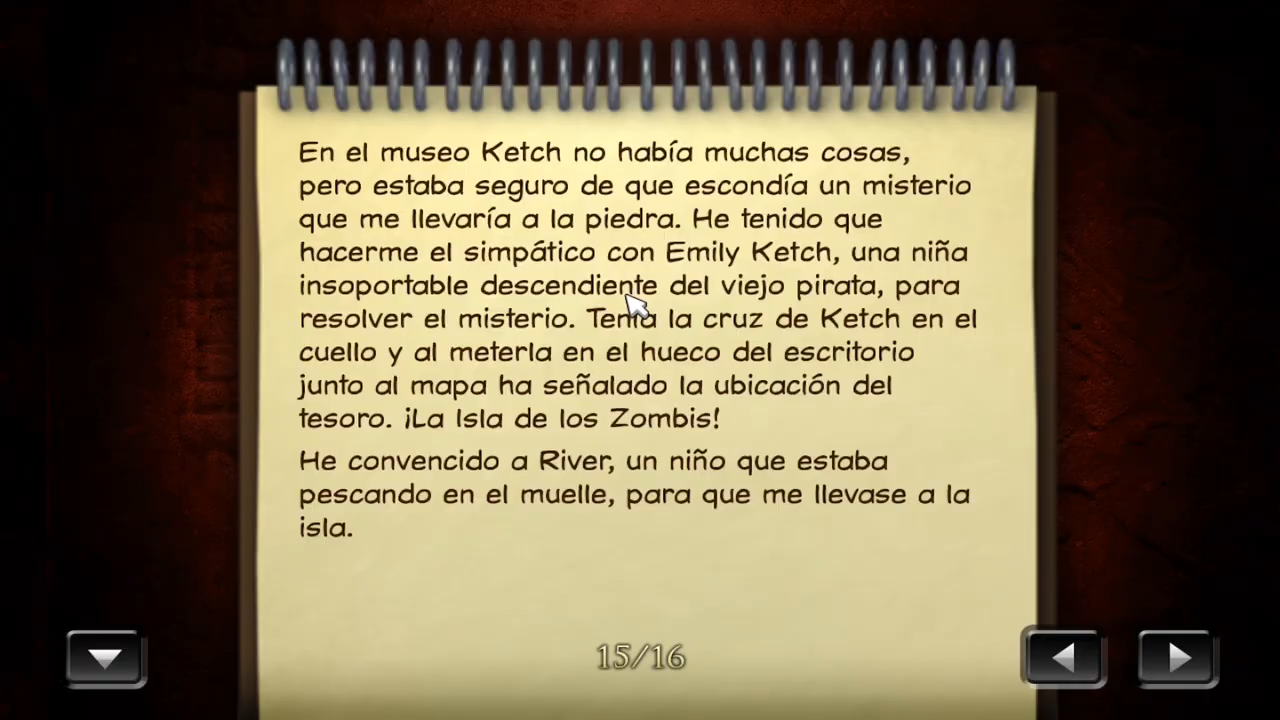 En el museo Ketch no había muchas cosas,
pero estaba seguro de que escondía un misterio
que me llevaría a la piedra. He tenido que
hacerme el simpático con Emily Ketch, una niña
insoportable descendiente del viejo pirata, para
resolver el misterio. Tenía la cruz de Ketch en el
cuello y al meterla en el hueco del escritorio
junto al mapa ha señalado la ubicación del
tesoro. ¡La Isla de los Zombis!
He convencido a River, un niño que estaba
pescando en el muelle, para que me llevase a la
isla.
15/16